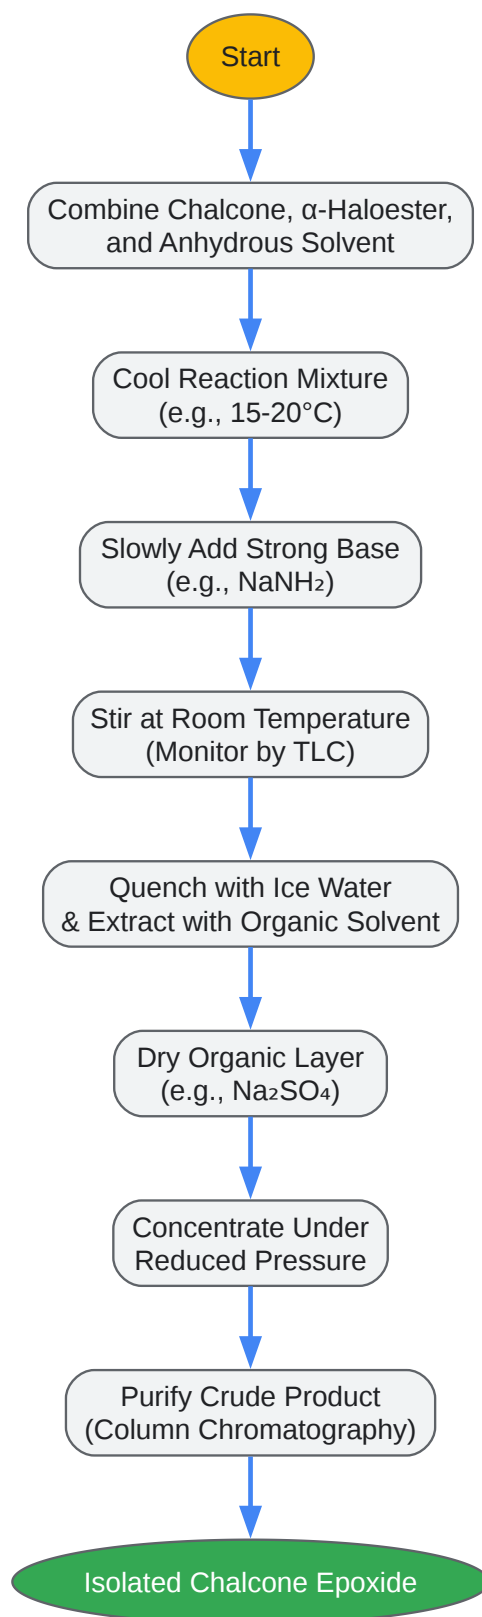 Start
Combine Chalcone, α-Haloester,
and Anhydrous Solvent
Cool Reaction Mixture
(e.g., 15-20°C)
Slowly Add Strong Base
(e.g., NaNH₂)
Stir at Room Temperature
(Monitor by TLC)
Quench with Ice Water
& Extract with Organic Solvent
Dry Organic Layer
(e.g., Na₂SO₄)
Concentrate Under
Reduced Pressure
Purify Crude Product
(Column Chromatography)
Isolated Chalcone Epoxide